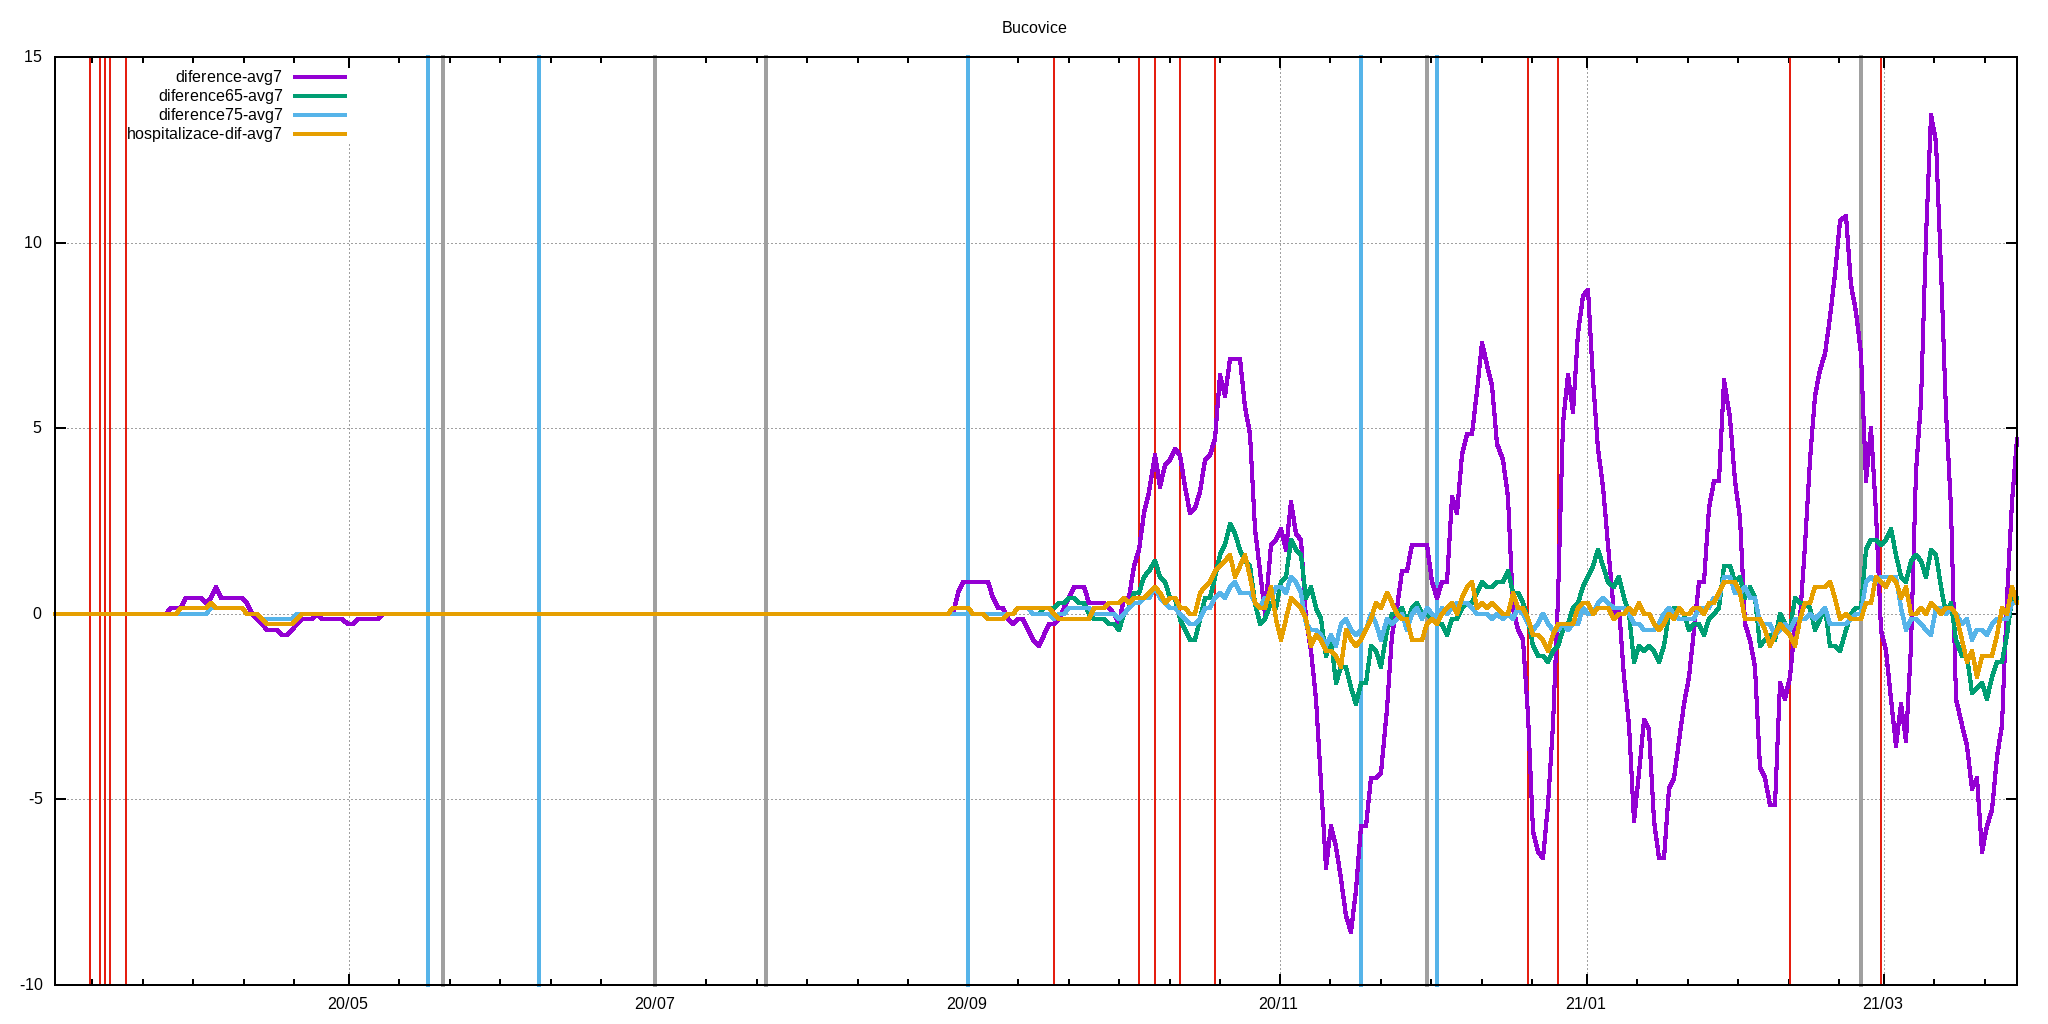 Bucovice
15
10
5
0
-5
-10
diference-avg7
diference65-avg7
diference75-avg7
hospitalizace-dif-avg7
20/05 20/07 20/09 20/11 21/01 21/03